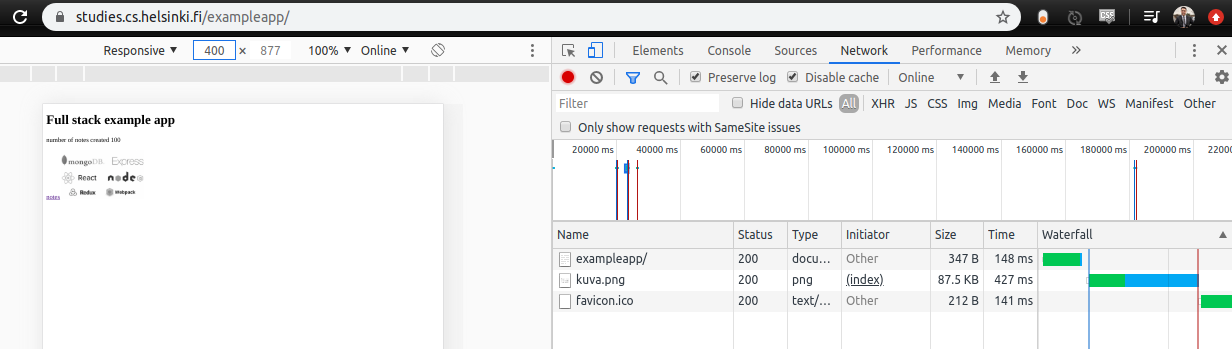 studies.cs.helsinki.fi/exampleapp/
Responsive ▼ 400 × 877 100% ▼ Online ▼
Elements Console Sources Network Performance Memory »
Preserve log Disable cache Online ▼
Filter Hide data URLs All XHR JS CSS Img Media Font Doc WS Manifest Other
Only show requests with SameSite issues
20000 ms 40000 ms 60000 ms 80000 ms 100000 ms 120000 ms 140000 ms 160000 ms 180000 ms 200000 ms 22000
Full stack example app
number of notes created 100
mongoDB Express
React node
Redux Webpack
notes
Name Status Type Initiator Size Time Waterfall ▲
exampleapp/ 200 docu... Other 347 B 148 ms
kuva.png 200 png (index) 87.5 KB 427 ms
favicon.ico 200 text/... Other 212 B 141 ms